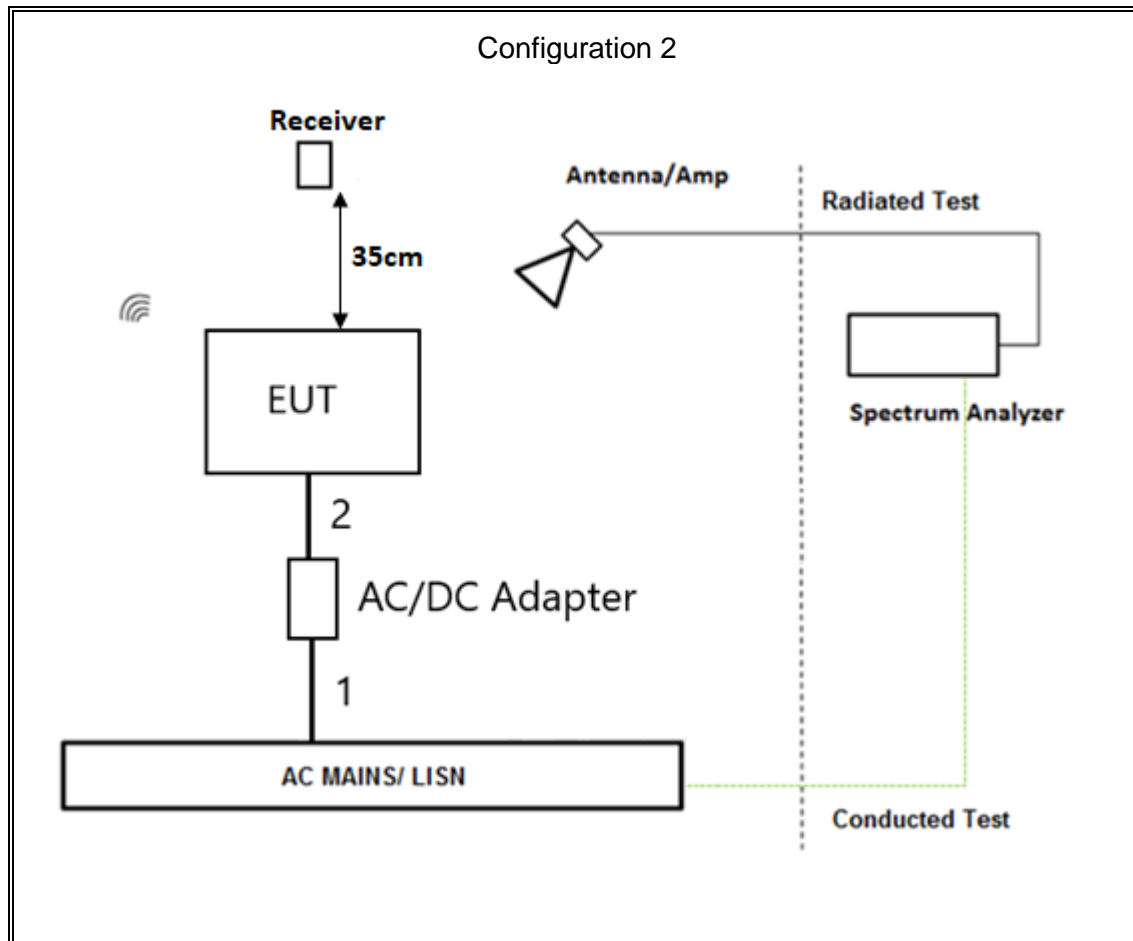 Configuration 2
Receiver
Antenna/Amp
Radiated Test
35cm
EUT
Spectrum Analyzer
2
AC/DC Adapter
1
AC MAINS/ LISN
Conducted Test